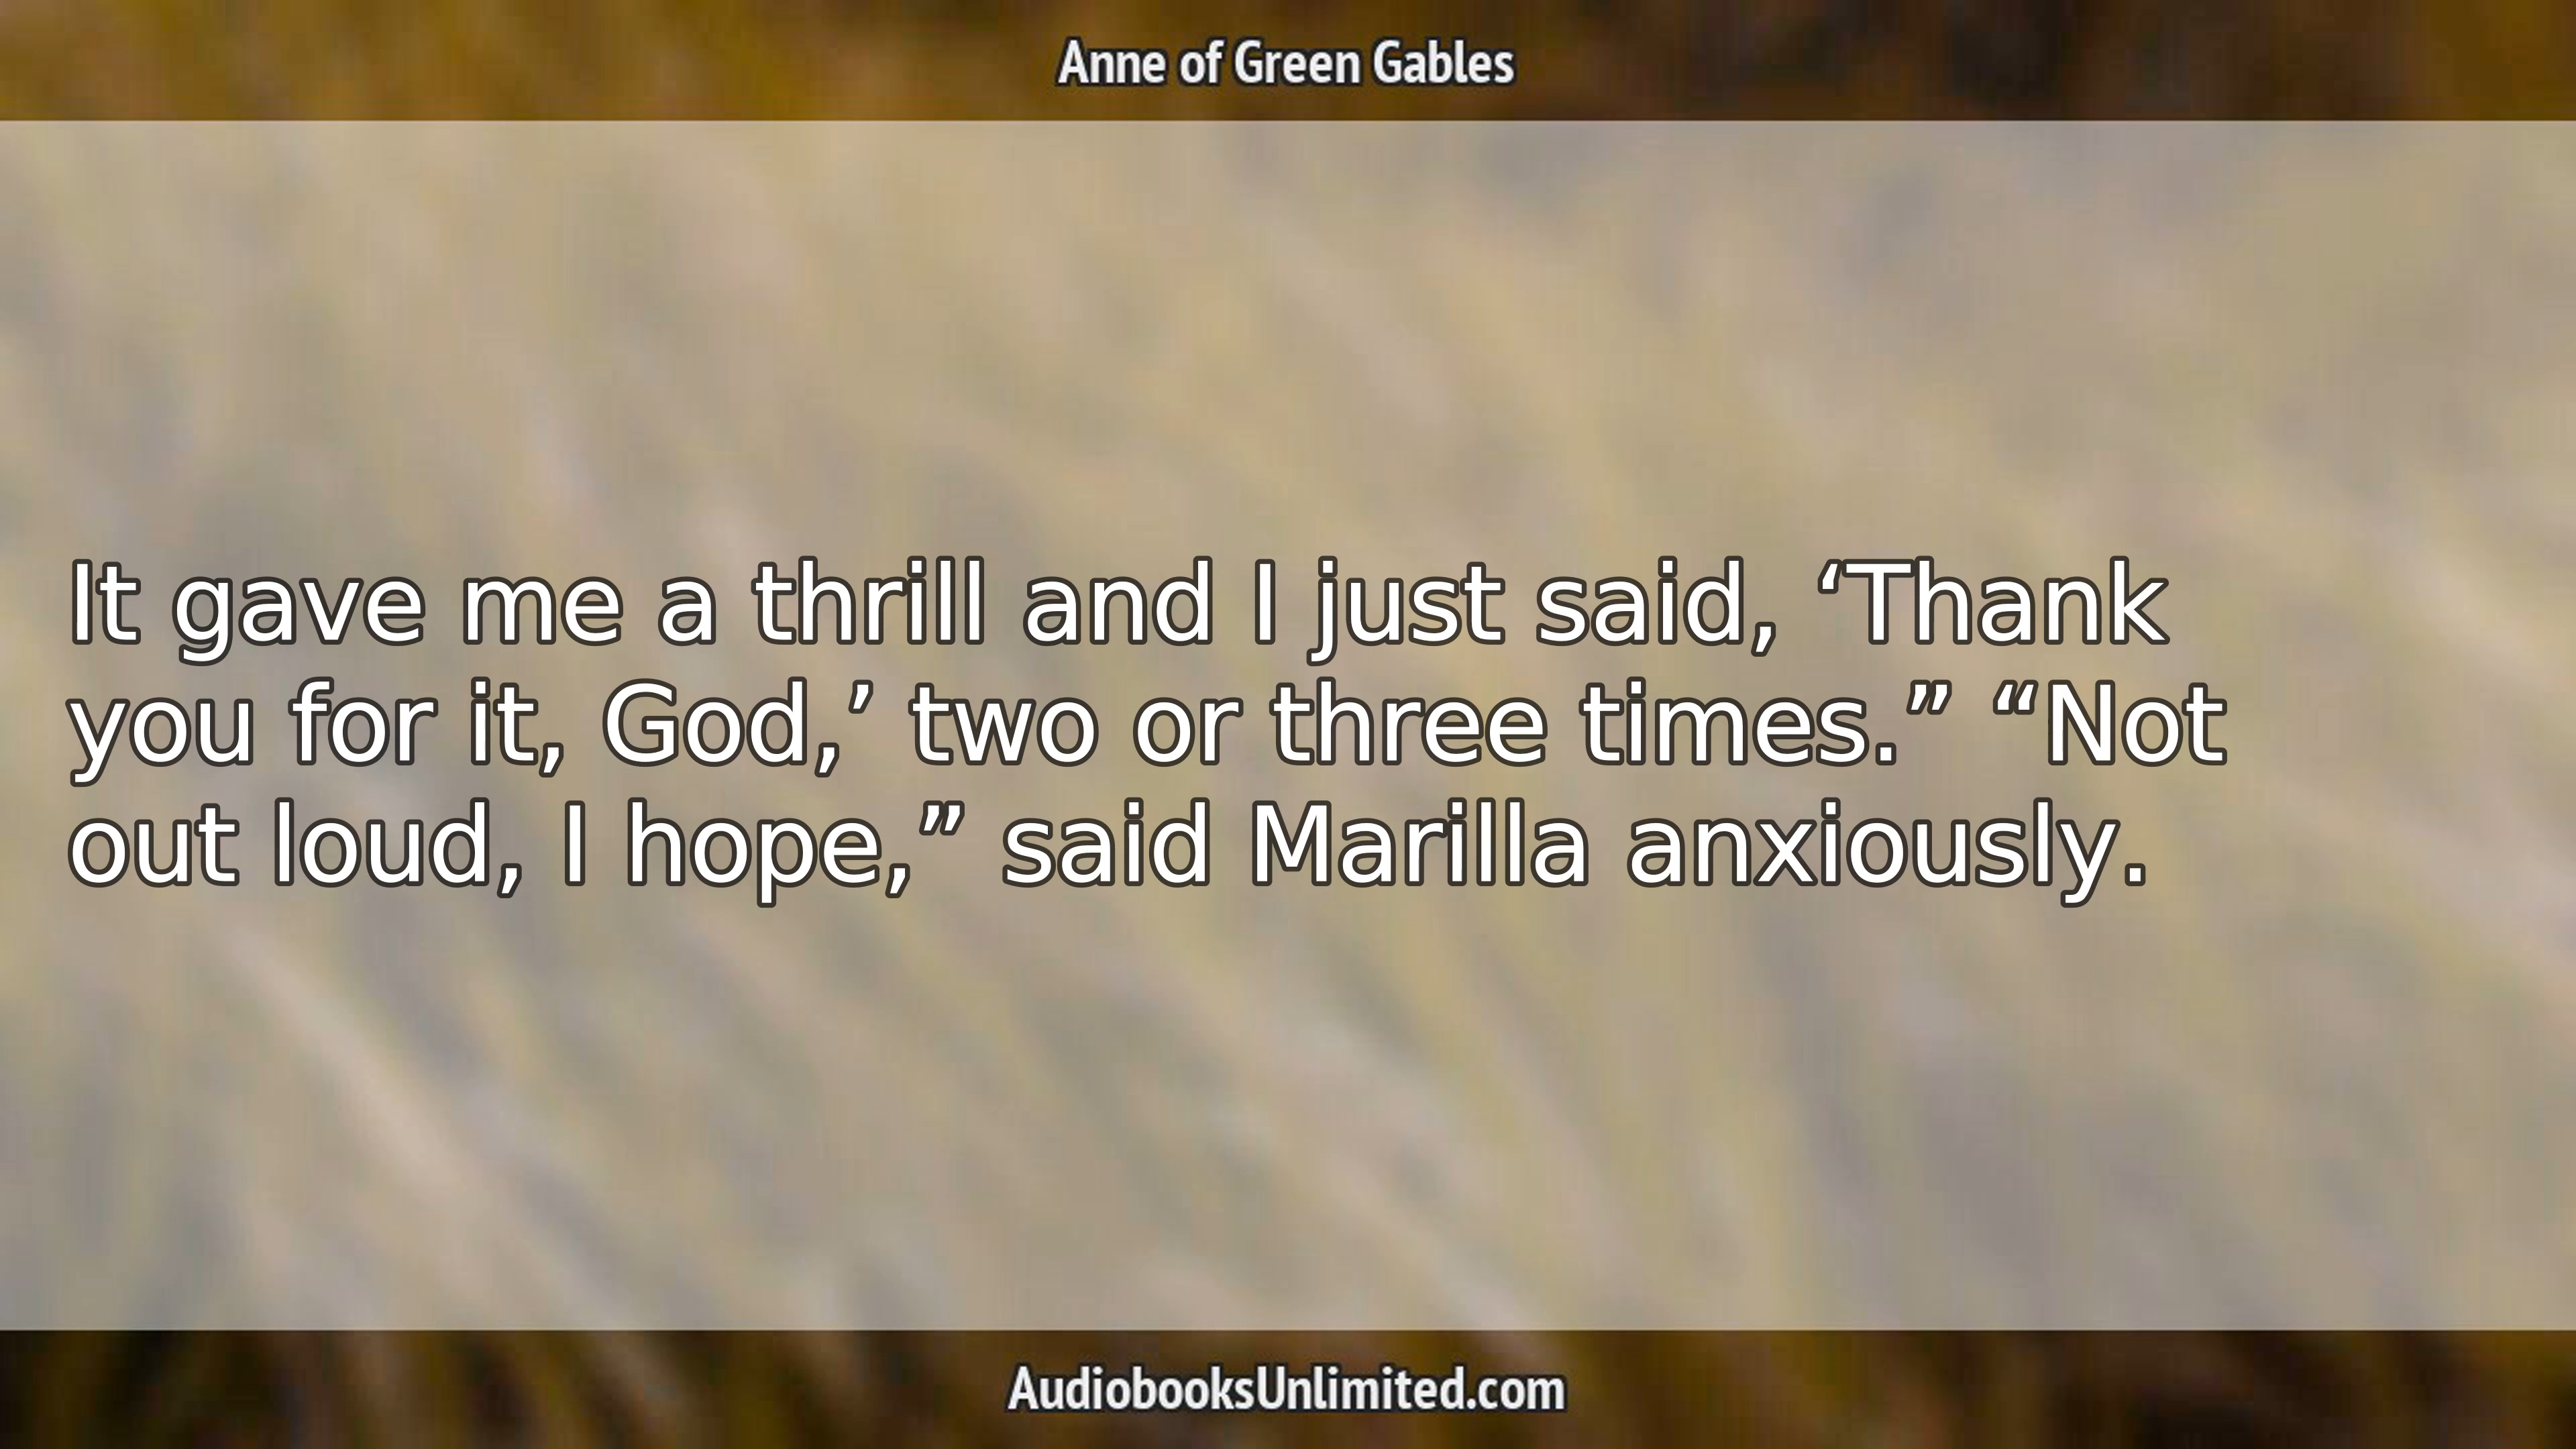 Anne of Green Gables
It gave me a thrill and I just said, ‘Thank
you for it, God,’ two or three times.” “Not
out loud, I hope,” said Marilla anxiously.
AudiobooksUnlimited.com